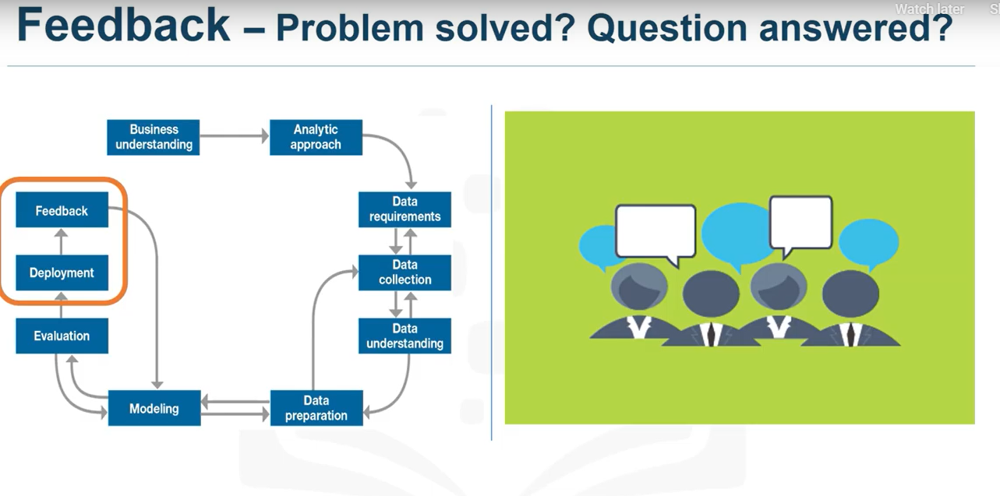 Watch later
Feedback – Problem solved? Question answered?
Business
understanding
Analytic
approach
Feedback
Data
requirements
Deployment
Data
collection
Evaluation
Data
understanding
Modeling
Data
preparation